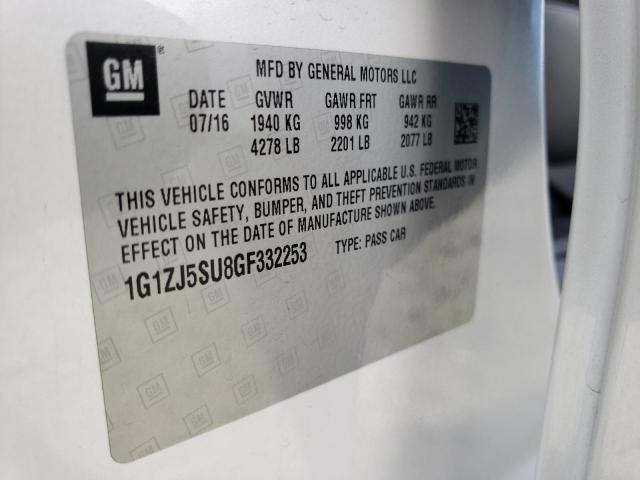 GM ®
MFD BY GENERAL MOTORS LLC
DATE GVWR GAWR FRT GAWR RR
07/16 1940 KG 998 KG 942 KG
4278 LB 2201 LB 2077 LB
THIS VEHICLE CONFORMS TO ALL APPLICABLE U.S. FEDERAL MOTOR
VEHICLE SAFETY, BUMPER, AND THEFT PREVENTION STANDARDS IN
EFFECT ON THE DATE OF MANUFACTURE SHOWN ABOVE.
1G1ZJ5SU8GF332253 TYPE: PASS CAR